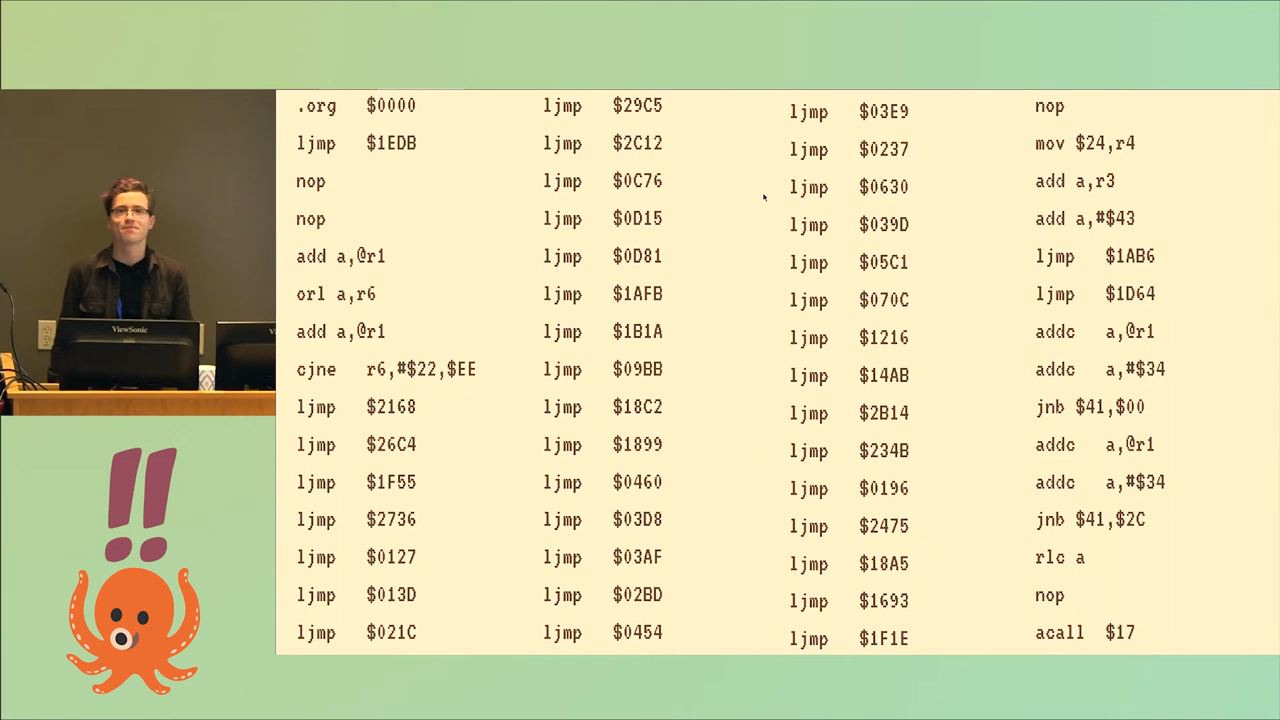 .org $0000
ljmp $1EDB
nop
nop
add a,@r1
orl a,r6
add a,@r1
cjne r6,#$22,$EE
ljmp $2168
ljmp $26C4
ljmp $1F55
ljmp $2736
ljmp $0127
ljmp $013D
ljmp $021C
ljmp $29C5
ljmp $2C12
ljmp $0C76
ljmp $0D15
ljmp $0D81
ljmp $1AFB
ljmp $1B1A
ljmp $09BB
ljmp $18C2
ljmp $1899
ljmp $0460
ljmp $03D8
ljmp $03AF
ljmp $02BD
ljmp $0454
ljmp $03E9
ljmp $0237
ljmp $0630
ljmp $039D
ljmp $05C1
ljmp $070C
ljmp $1216
ljmp $14AB
ljmp $2B14
ljmp $234B
ljmp $0196
ljmp $2475
ljmp $18A5
ljmp $1693
ljmp $1F1E
nop
mov $24,r4
add a,r3
add a,#$43
ljmp $1AB6
ljmp $1D64
addc a,@r1
addc a,#$34
jnb $41,$00
addc a,@r1
addc a,#$34
jnb $41,$2C
rlc a
nop
acall $17
ViewSonic
!!